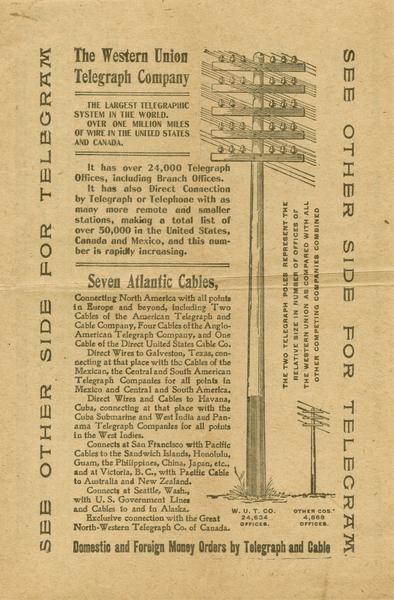 SEE OTHER SIDE FOR TELEGRAM
The Western Union
Telegraph Company
THE LARGEST TELEGRAPHIC
SYSTEM IN THE WORLD.
OVER ONE MILLION MILES
OF WIRE IN THE UNITED STATES
AND CANADA.
It has over 24,000 Telegraph
Offices, including Branch Offices.
It has also Direct Connection
by Telegraph or Telephone with as
many more remote and smaller
stations, making a total list of
over 50,000 in the United States,
Canada and Mexico, and this num-
ber is rapidly increasing.
Seven Atlantic Cables,
Connecting North America with all points
in Europe and beyond, including Two
Cables of the American Telegraph and
Cable Company, Four Cables of the Anglo-
American Telegraph Company, and One
Cable of the Direct United States Cable Co.
Direct Wires to Galveston, Texas, con-
necting at that place with the Cables of the
Mexican, the Central and South American
Telegraph Companies for all points in
Mexico and Central and South America.
Direct Wires and Cables to Havana,
Cuba, connecting at that place with the
Cuba Submarine and West India and Pan-
ama Telegraph Companies for all points
in the West Indies.
Connects at San Francisco with Pacific
Cables to the Sandwich Islands, Honolulu,
Guam, the Philippines, China, Japan, etc.,
and at Victoria, B. C., with Pacific Cable
to Australia and New Zealand.
Connects at Seattle, Wash.,
with U. S. Government Lines
and Cables to and in Alaska.
Exclusive connection with the Great
North-Western Telegraph Co. of Canada.
THE TWO TELEGRAPH POLES REPRESENT THE
RELATIVE SIZE IN NUMBER OF OFFICES OF
THE WESTERN UNION AS COMPARED WITH ALL
OTHER COMPETING COMPANIES COMBINED
W. U. T. CO.
24,634
OFFICES.
OTHER COS.'
4,868
OFFICES.
Domestic and Foreign Money Orders by Telegraph and Cable
SEE OTHER SIDE FOR TELEGRAM